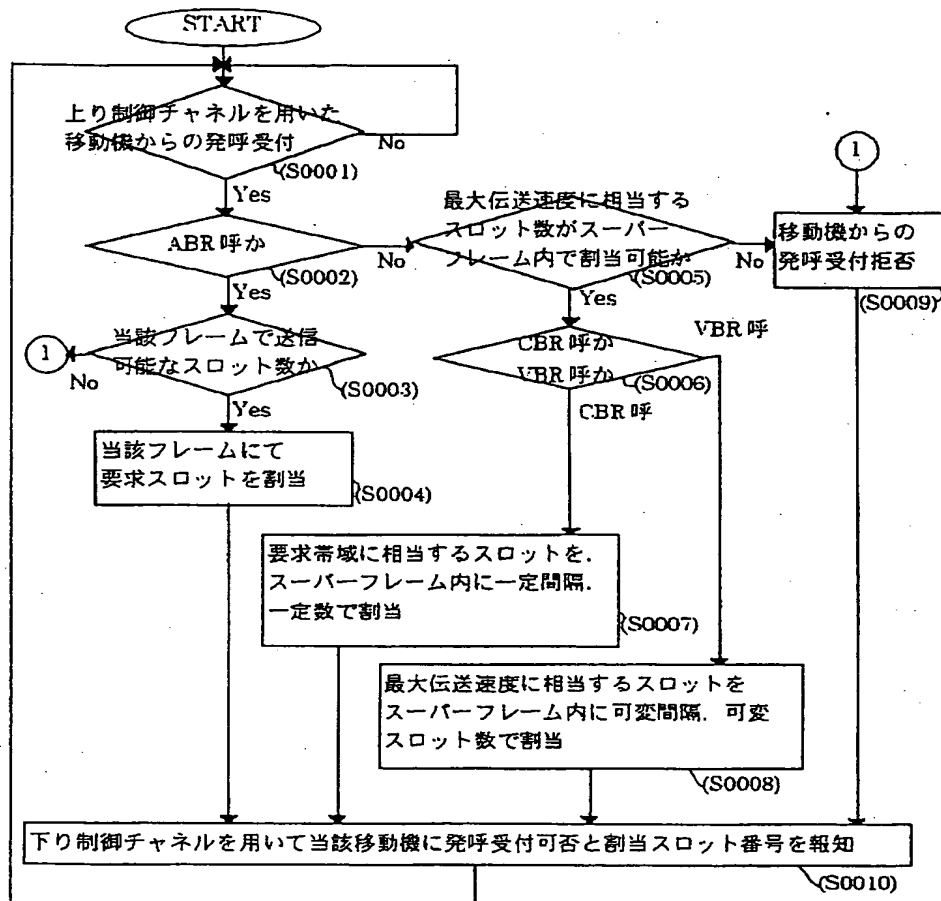 START
上り制御チャネルを用いた
移動機からの発呼受付
No
(S0001)
Yes
ABR呼か
No
(S0002)
Yes
当該フレームで送信
可能なスロット数か
No
(S0003)
1
Yes
当該フレームにて
要求スロットを割当
(S0004)
最大伝送速度に相当する
スロット数がスーパー
フレーム内で割当可能か
No
(S0005)
Yes
CBR呼か
VBR呼か
(S0006)
VBR呼
CBR呼
要求帯域に相当するスロットを,
スーパーフレーム内に一定間隔,
一定数で割当
(S0007)
最大伝送速度に相当するスロットを
スーパーフレーム内に可変間隔, 可変
スロット数で割当
(S0008)
1
移動機からの
発呼受付拒否
(S0009)
下り制御チャネルを用いて当該移動機に発呼受付可否と割当スロット番号を報知
(S0010)